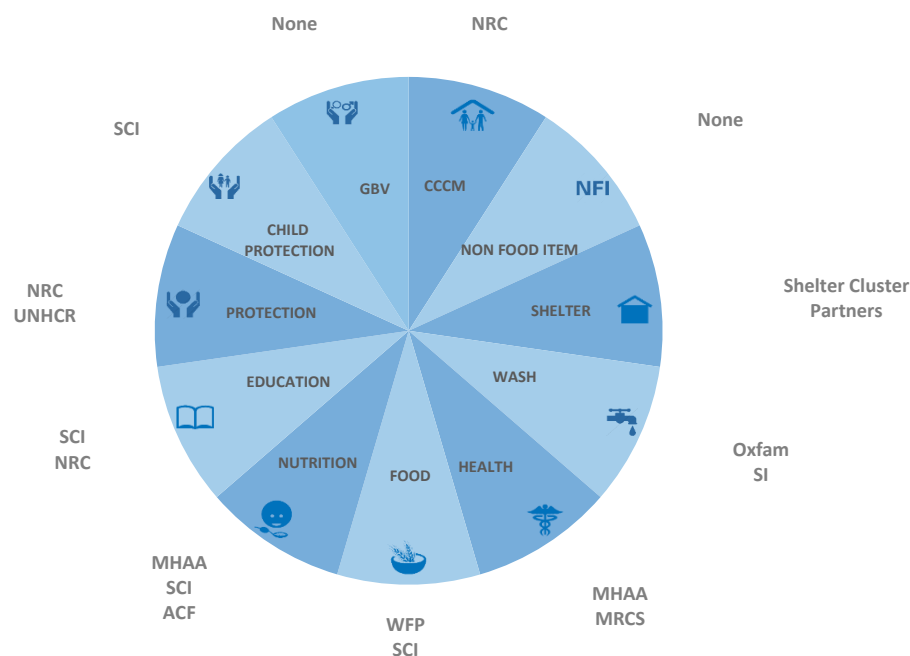 None
NRC
SCI
None
GBV
CCCM
NFI
CHILD
PROTECTION
NON FOOD ITEM
NRC
UNHCR
PROTECTION
SHELTER
Shelter Cluster
Partners
EDUCATION
WASH
SCI
NRC
Oxfam
SI
NUTRITION
FOOD
HEALTH
MHAA
SCI
ACF
WFP
SCI
MHAA
MRCS